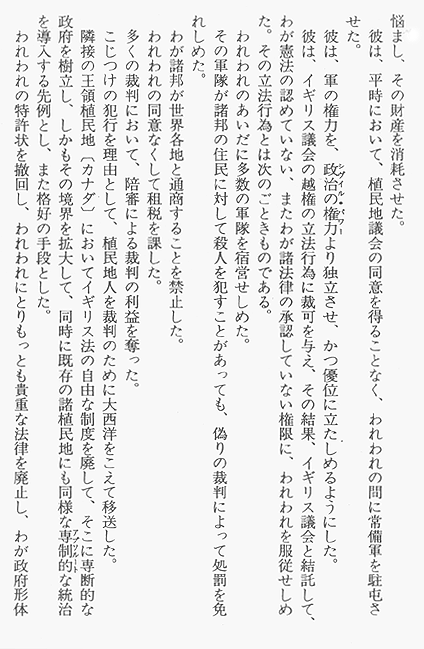 悩まし、その財産を消耗させた。
彼は、平時において、植民地議会の同意を得ることなく、われわれの間に常備軍を駐屯さ
せた。
彼は、軍の権力を、政治の権力より独立させ、かつ優位に立たしめるようにした。
シヴイル・パワー
彼は、イギリス議会の越権の立法行為に裁可を与え、その結果、イギリス議会と結託して、
わが憲法の認めていない、またわが諸法律の承認していない権限に、われわれを服従せしめ
た。その立法行為とは次のごときものである。
われわれのあいだに多数の軍隊を宿営せしめた。
その軍隊が諸邦の住民に対して殺人を犯すことがあっても、偽りの裁判によって処罰を免
れしめた。
わが諸邦が世界各地と通商することを禁止した。
われわれの同意なくして租税を課した。
多くの裁判において、陪審による裁判の利益を奪った。
こじつけの犯行を理由として、植民地人を裁判のために大西洋をこえて移送した。
隣接の王領植民地〔カナダ〕においてイギリス法の自由な制度を廃して、そこに専断的な
政府を樹立し、しかもその境界を拡大して、同時に既存の諸植民地にも同様な専制的な統治
アブソリュート
を導入する先例とし、また格好の手段とした。
われわれの特許状を撤回し、われわれにとりもっとも貴重な法律を廃止し、わが政府形体